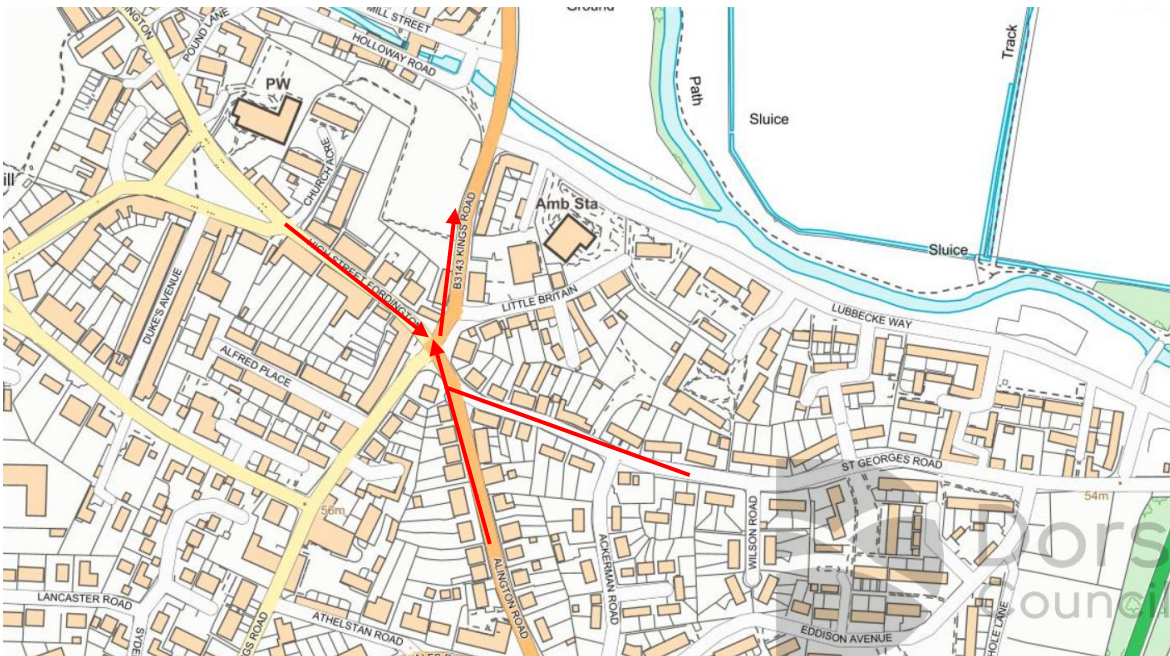 Ground
MILL STREET
HOLLOWAY ROAD
POUND LANE
PW
CHURCH ACRE
Path
Sluice
Track
Amb Sta
B3143 KINGS ROAD
HIGH STREET FORDINGTON
Sluice
DUKE'S AVENUE
LITTLE BRITAIN
LUBBECKE WAY
ALFRED PLACE
ST GEORGES ROAD
56m
54m
WILSON ROAD
ACKERMAN ROAD
ALINGTON ROAD
LANCASTER ROAD
ATHELSTAN ROAD
EDDISON AVENUE
Dors
Council